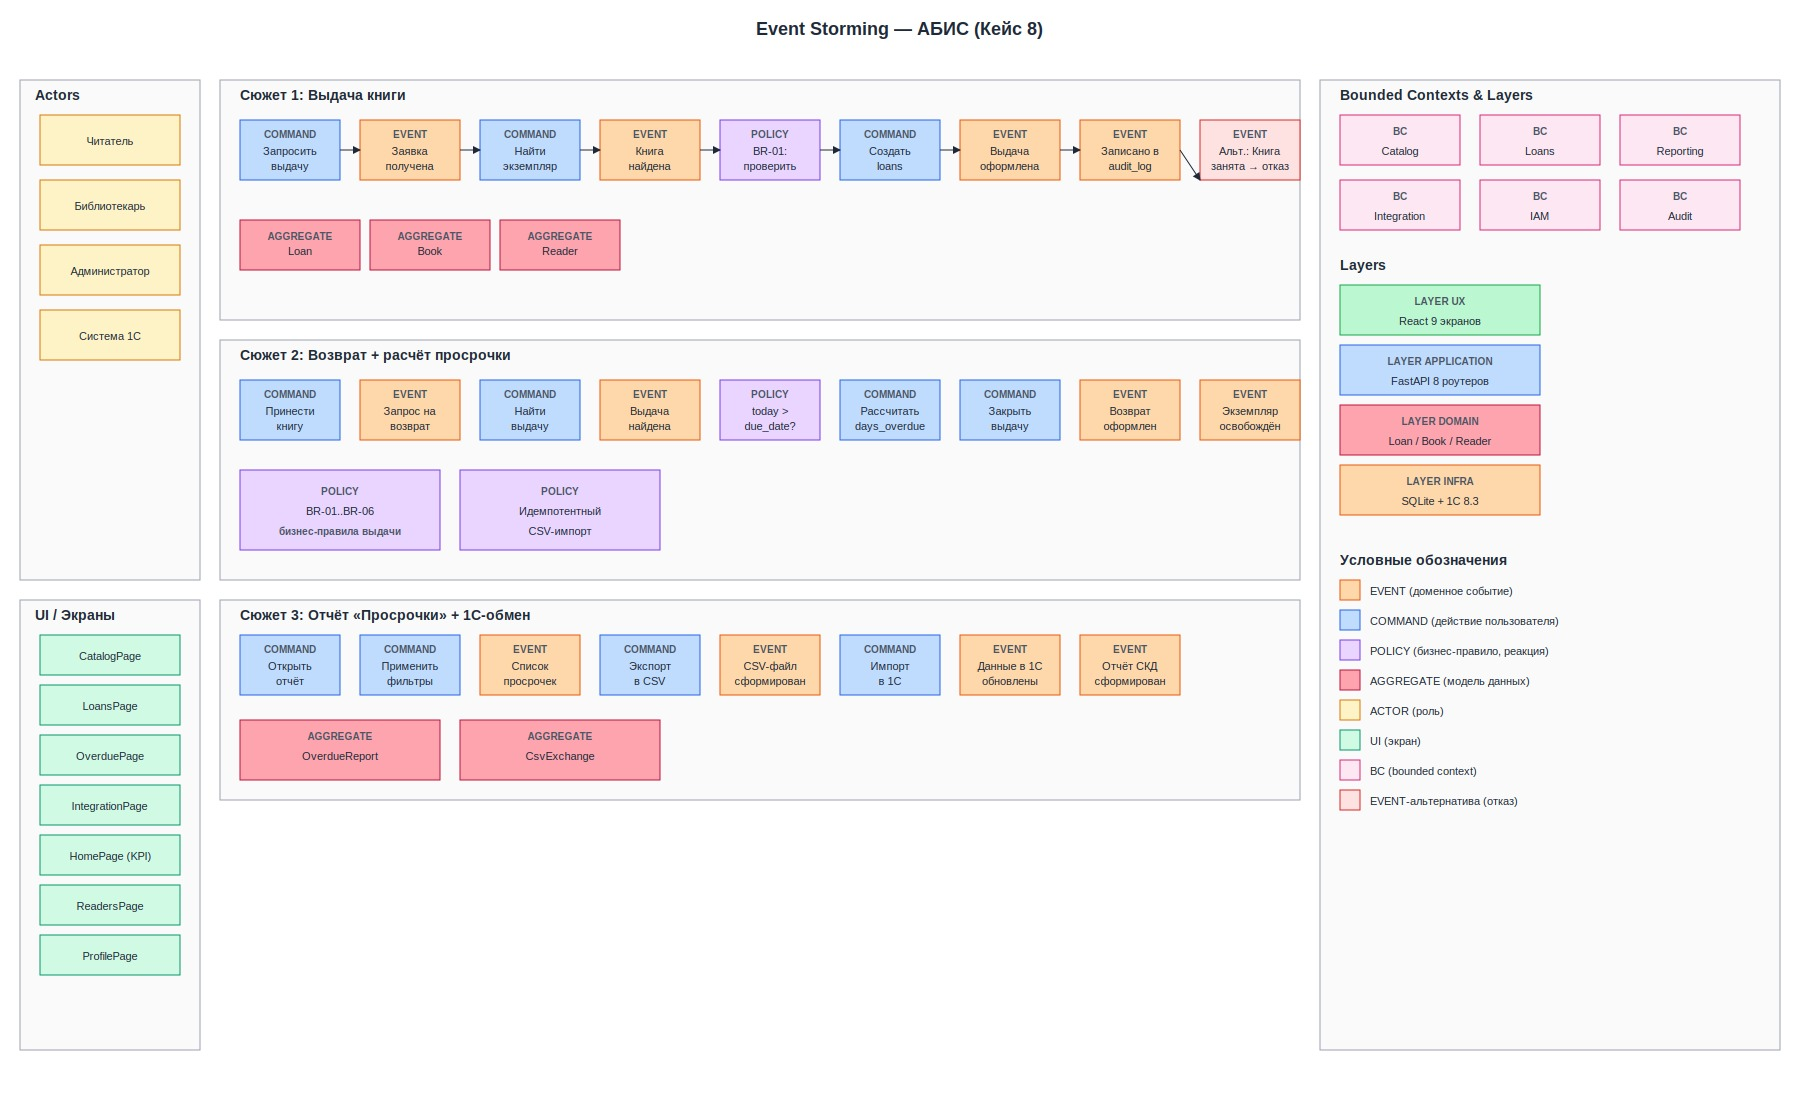 Event Storming — АБИС (Кейс 8)
Actors
Читатель
Библиотекарь
Администратор
Система 1С
UI / Экраны
CatalogPage
LoansPage
OverduePage
IntegrationPage
HomePage (KPI)
ReadersPage
ProfilePage
Сюжет 1: Выдача книги
COMMAND
Запросить
выдачу
EVENT
Заявка
получена
COMMAND
Найти
экземпляр
EVENT
Книга
найдена
POLICY
BR-01:
проверить
COMMAND
Создать
loans
EVENT
Выдача
оформлена
EVENT
Записано в
audit_log
EVENT
Альт.: Книга
занята → отказ
AGGREGATE
Loan
AGGREGATE
Book
AGGREGATE
Reader
Сюжет 2: Возврат + расчёт просрочки
COMMAND
Принести
книгу
EVENT
Запрос на
возврат
COMMAND
Найти
выдачу
EVENT
Выдача
найдена
POLICY
today >
due_date?
COMMAND
Рассчитать
days_overdue
COMMAND
Закрыть
выдачу
EVENT
Возврат
оформлен
EVENT
Экземпляр
освобождён
POLICY
BR-01..BR-06
бизнес-правила выдачи
POLICY
Идемпотентный
CSV-импорт
Сюжет 3: Отчёт «Просрочки» + 1С-обмен
COMMAND
Открыть
отчёт
COMMAND
Применить
фильтры
EVENT
Список
просрочек
COMMAND
Экспорт
в CSV
EVENT
CSV-файл
сформирован
COMMAND
Импорт
в 1С
EVENT
Данные в 1С
обновлены
EVENT
Отчёт СКД
сформирован
AGGREGATE
OverdueReport
AGGREGATE
CsvExchange
Bounded Contexts & Layers
BC
Catalog
BC
Loans
BC
Reporting
BC
Integration
BC
IAM
BC
Audit
Layers
LAYER UX
React 9 экранов
LAYER APPLICATION
FastAPI 8 роутеров
LAYER DOMAIN
Loan / Book / Reader
LAYER INFRA
SQLite + 1С 8.3
Условные обозначения
EVENT (доменное событие)
COMMAND (действие пользователя)
POLICY (бизнес-правило, реакция)
AGGREGATE (модель данных)
ACTOR (роль)
UI (экран)
BC (bounded context)
EVENT-альтернатива (отказ)